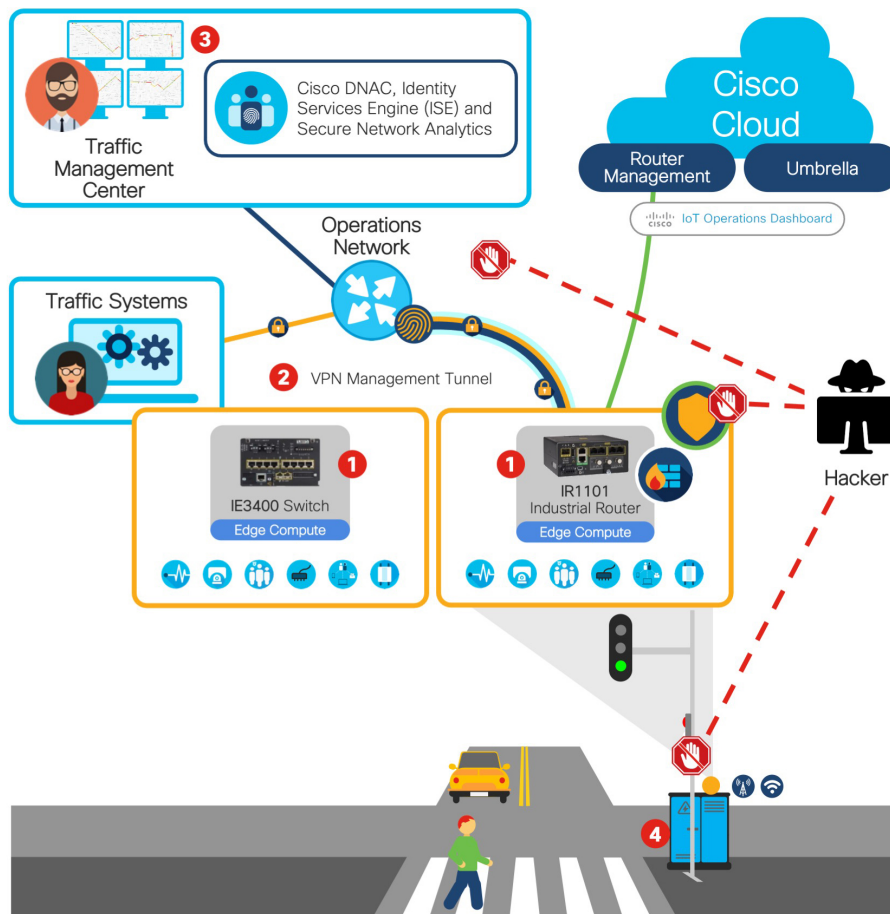 3
Cisco DNAC, Identity
Services Engine (ISE) and
Secure Network Analytics
Traffic
Management
Center
Cisco
Cloud
Router
Management
Umbrella
CISCO IoT Operations Dashboard
Operations
Network
Traffic Systems
2 VPN Management Tunnel
1
IE3400 Switch
Edge Compute
1
IR1101
Industrial Router
Edge Compute
Hacker
4